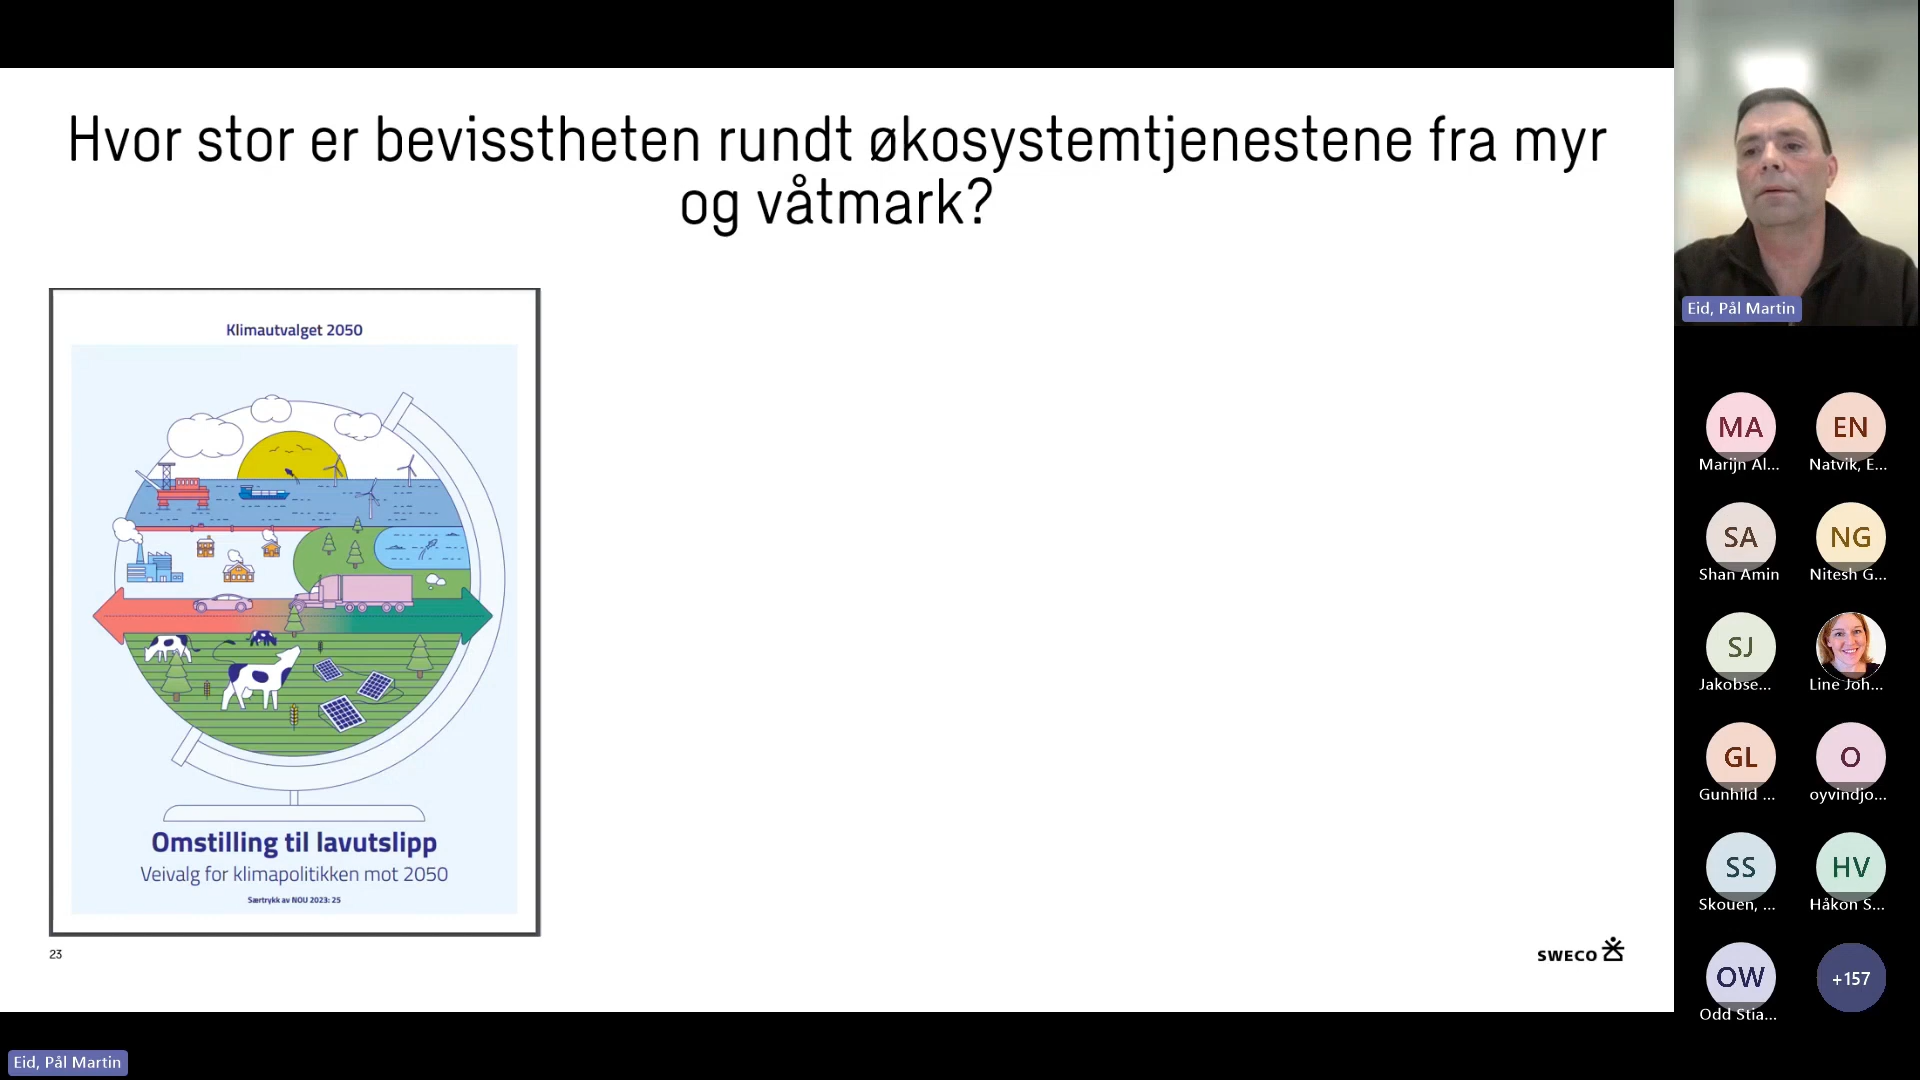 Hvor stor er bevisstheten rundt økosystemtjenestene fra myr
og våtmark?
Klimautvalget 2050
Omstilling til lavutslipp
Veivalg for klimapolitikken mot 2050
Særtrykk av NOU 2023: 25
23
SWECO
Eid, Pål Martin
MA
EN
Marijn Al...
Natvik, E...
SA
NG
Shan Amin
Nitesh G...
SJ
Jakobse...
Line Joh...
GL
O
Gunhild ...
oyvindjo...
SS
HV
Skouen, ...
Håkon S...
OW
+157
Odd Stia...
Eid, Pål Martin